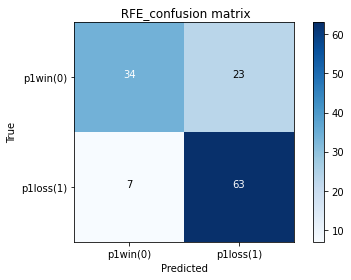 RFE_confusion matrix
True
p1win(0)
34 23
p1loss(1)
7 63
p1win(0) p1loss(1)
Predicted
60
50
40
30
20
10